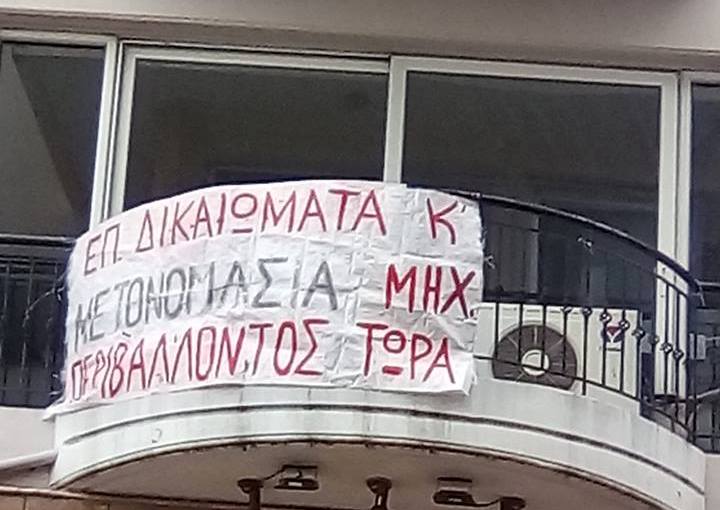 ΕΠ. ΔΙΚΑΙΩΜΑΤΑ Κ'
ΜΕΤΟΝΟΜΑΣΙΑ ΜΗΧ.
ΠΕΡΙΒΑΛΛΟΝΤΟΣ ΤΩΡΑ